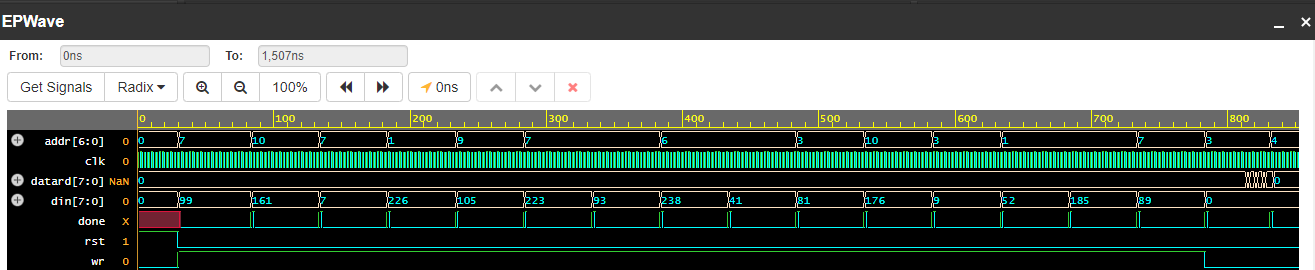 EPWave
From: 0ns To: 1,507ns
Get Signals Radix 100% 0ns
0 100 200 300 400 500 600 700 800
addr[6:0] 0 0 7 10 7 1 9 7 6 3 10 3 1 7 3 4
clk 0
datard[7:0] NaN 0 0
din[7:0] 0 0 99 161 7 226 105 223 93 238 41 81 176 9 52 185 89 0
done X
rst 1
wr 0